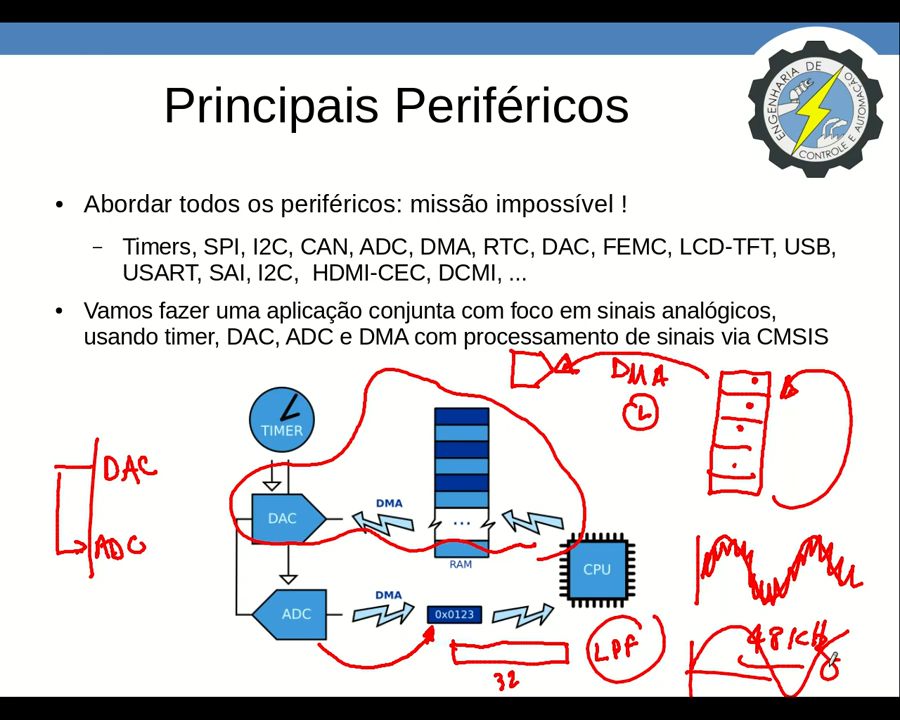 ENGENHARIA DE
CONTROLE E AUTOMAÇÃO
Principais Periféricos
• Abordar todos os periféricos: missão impossível !
– Timers, SPI, I2C, CAN, ADC, DMA, RTC, DAC, FEMC, LCD-TFT, USB,
USART, SAI, I2C, HDMI-CEC, DCMI, ...
• Vamos fazer uma aplicação conjunta com foco em sinais analógicos,
usando timer, DAC, ADC e DMA com processamento de sinais via CMSIS
DMA
TIMER
DAC
DAC
DMA
...
ADC
RAM
CPU
DMA
ADC
0x0123
LPF
32